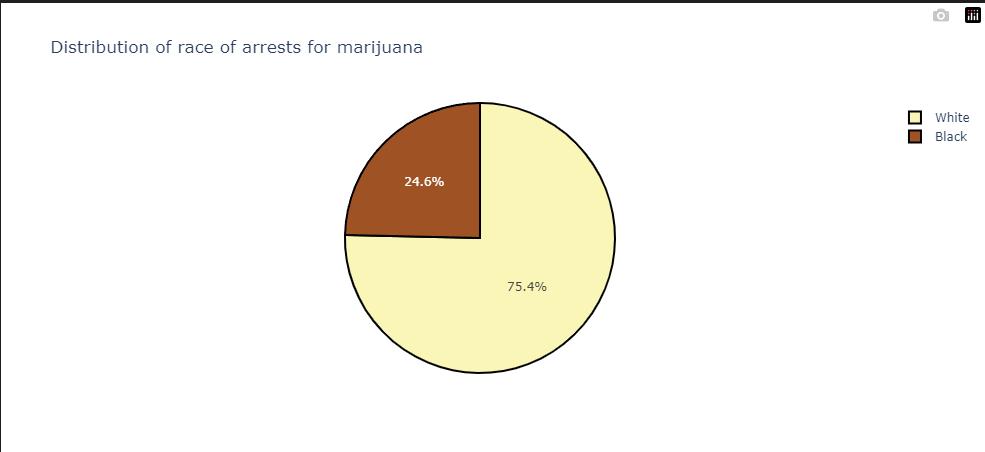 Distribution of race of arrests for marijuana
White
Black
24.6%
75.4%